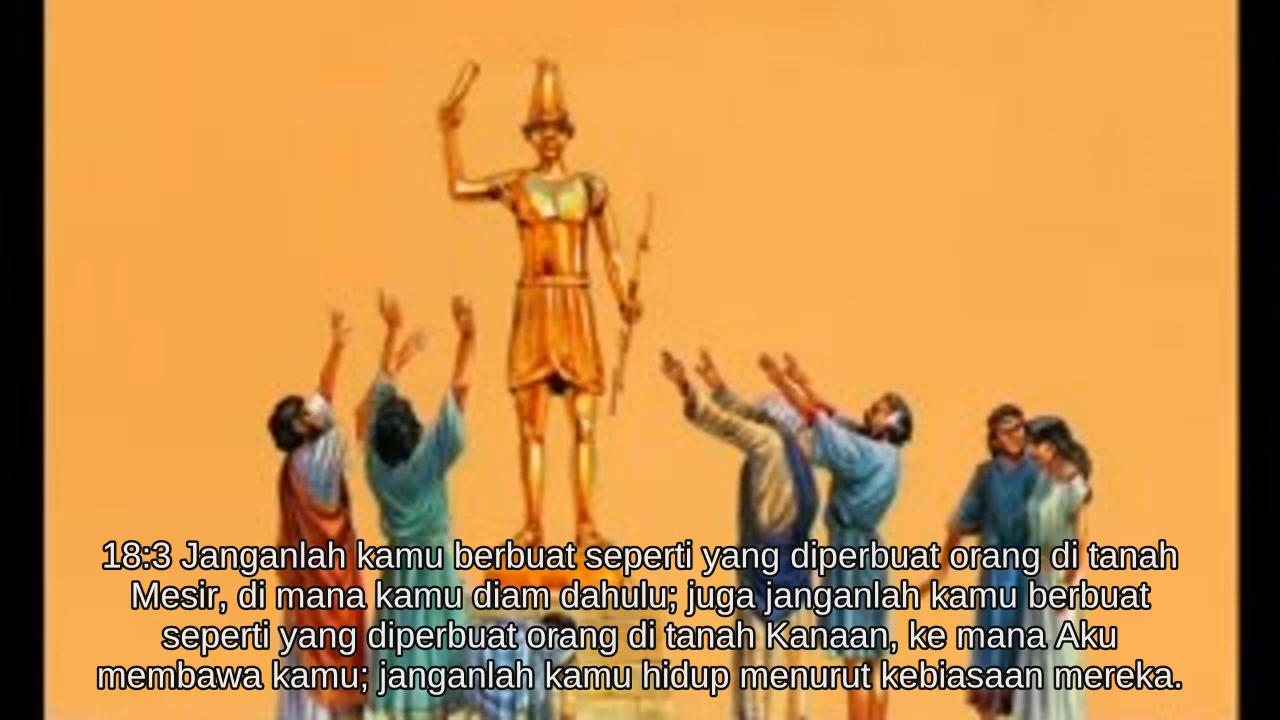 18:3 Janganlah kamu berbuat seperti yang diperbuat orang di tanah
Mesir, di mana kamu diam dahulu; juga janganlah kamu berbuat
seperti yang diperbuat orang di tanah Kanaan, ke mana Aku
membawa kamu; janganlah kamu hidup menurut kebiasaan mereka.